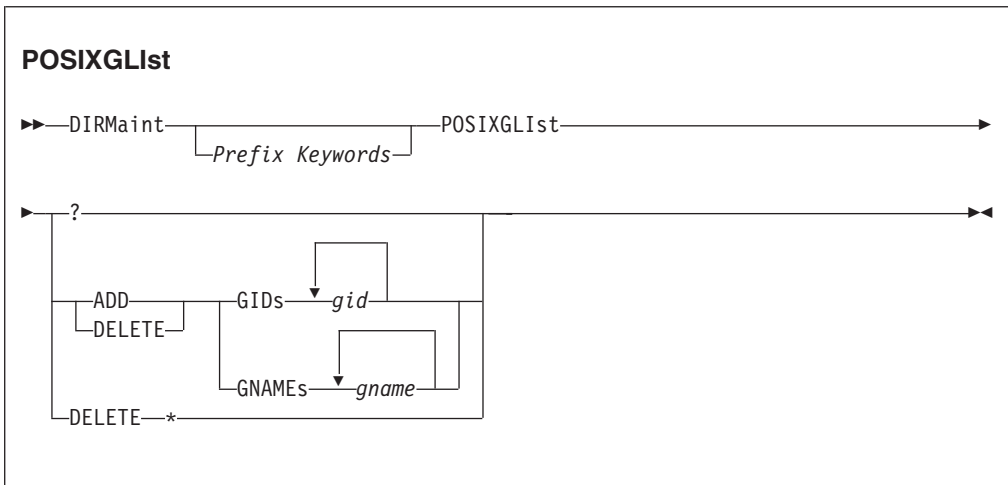 POSIXGLIst
DIRMaint POSIXGLIst
Prefix Keywords
?
ADD GIDs gid
DELETE
GNAMEs gname
DELETE *